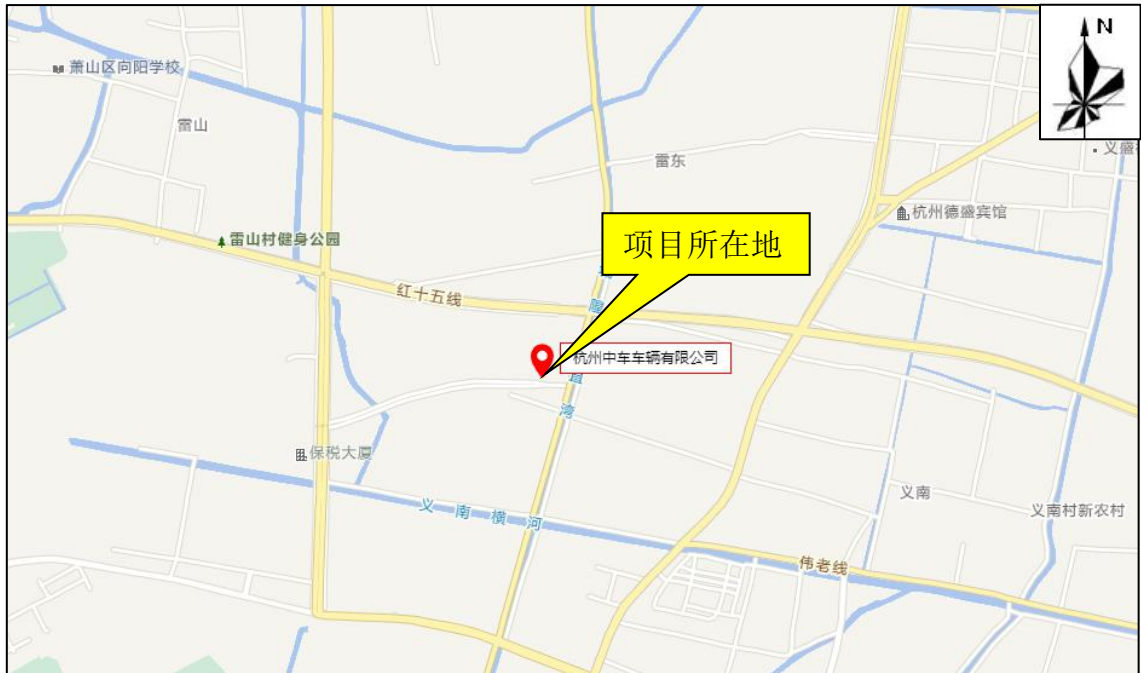 N
萧山区向阳学校
雷山
雷东
义盛
杭州德盛宾馆
雷山村健身公园
项目所在地
红十五线
隆
杭州中车车辆有限公司
直
湾
保税大厦
义南横河
义南
义南村新农村
伟老线